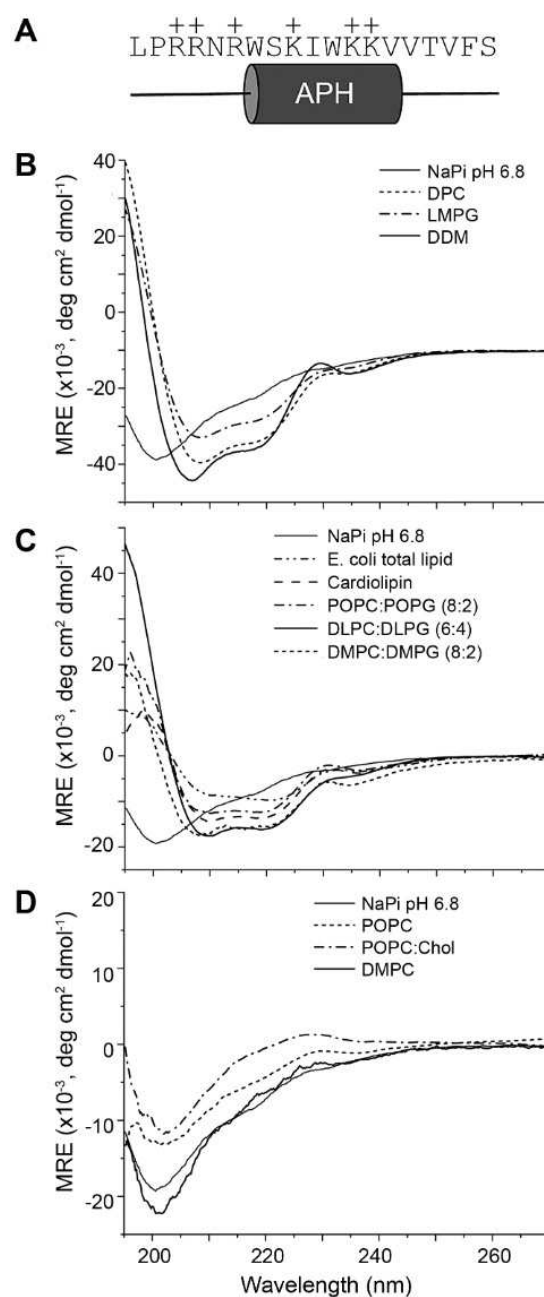 A
+ + + + + +
LPRRNRWSKIWKKVVTVFS
APH
B
MRE (x10-3, deg cm2 dmol-1)
40
20
0
-20
-40
NaPi pH 6.8
DPC
LMPG
DDM
C
MRE (x10-3, deg cm2 dmol-1)
40
20
0
-20
NaPi pH 6.8
E. coli total lipid
Cardiolipin
POPC:POPG (8:2)
DLPC:DLPG (6:4)
DMPC:DMPG (8:2)
D
MRE (x10-3, deg cm2 dmol-1)
20
10
0
-10
-20
NaPi pH 6.8
POPC
POPC:Chol
DMPC
200 220 240 260
Wavelength (nm)